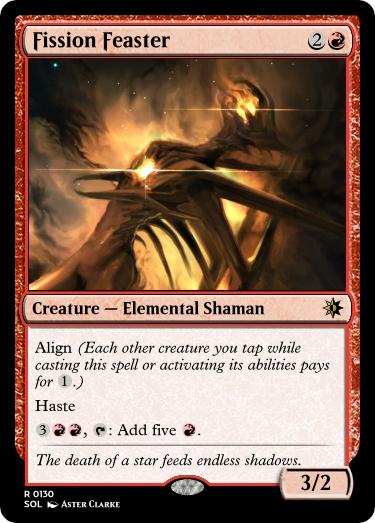 Fission Feaster 2
Creature — Elemental Shaman
Align (Each other creature you tap while
casting this spell or activating its abilities pays
for 1.)
Haste
3, : Add five .
The death of a star feeds endless shadows.
3/2
R 0130
SOL Aster Clarke